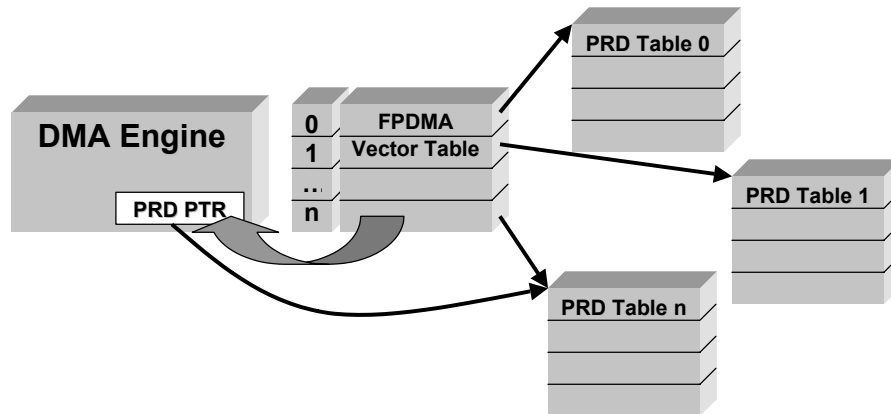 DMA Engine
PRD PTR
0
1
...
n
FPDMA
Vector Table
PRD Table 0
PRD Table 1
PRD Table n